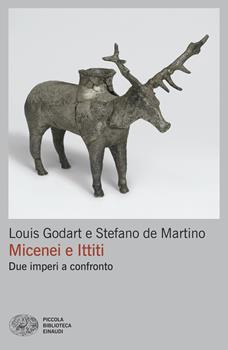 Louis Godart e Stefano de Martino
Micenei e Ittiti
Due imperi a confronto
PICCOLA
BIBLIOTECA
EINAUDI